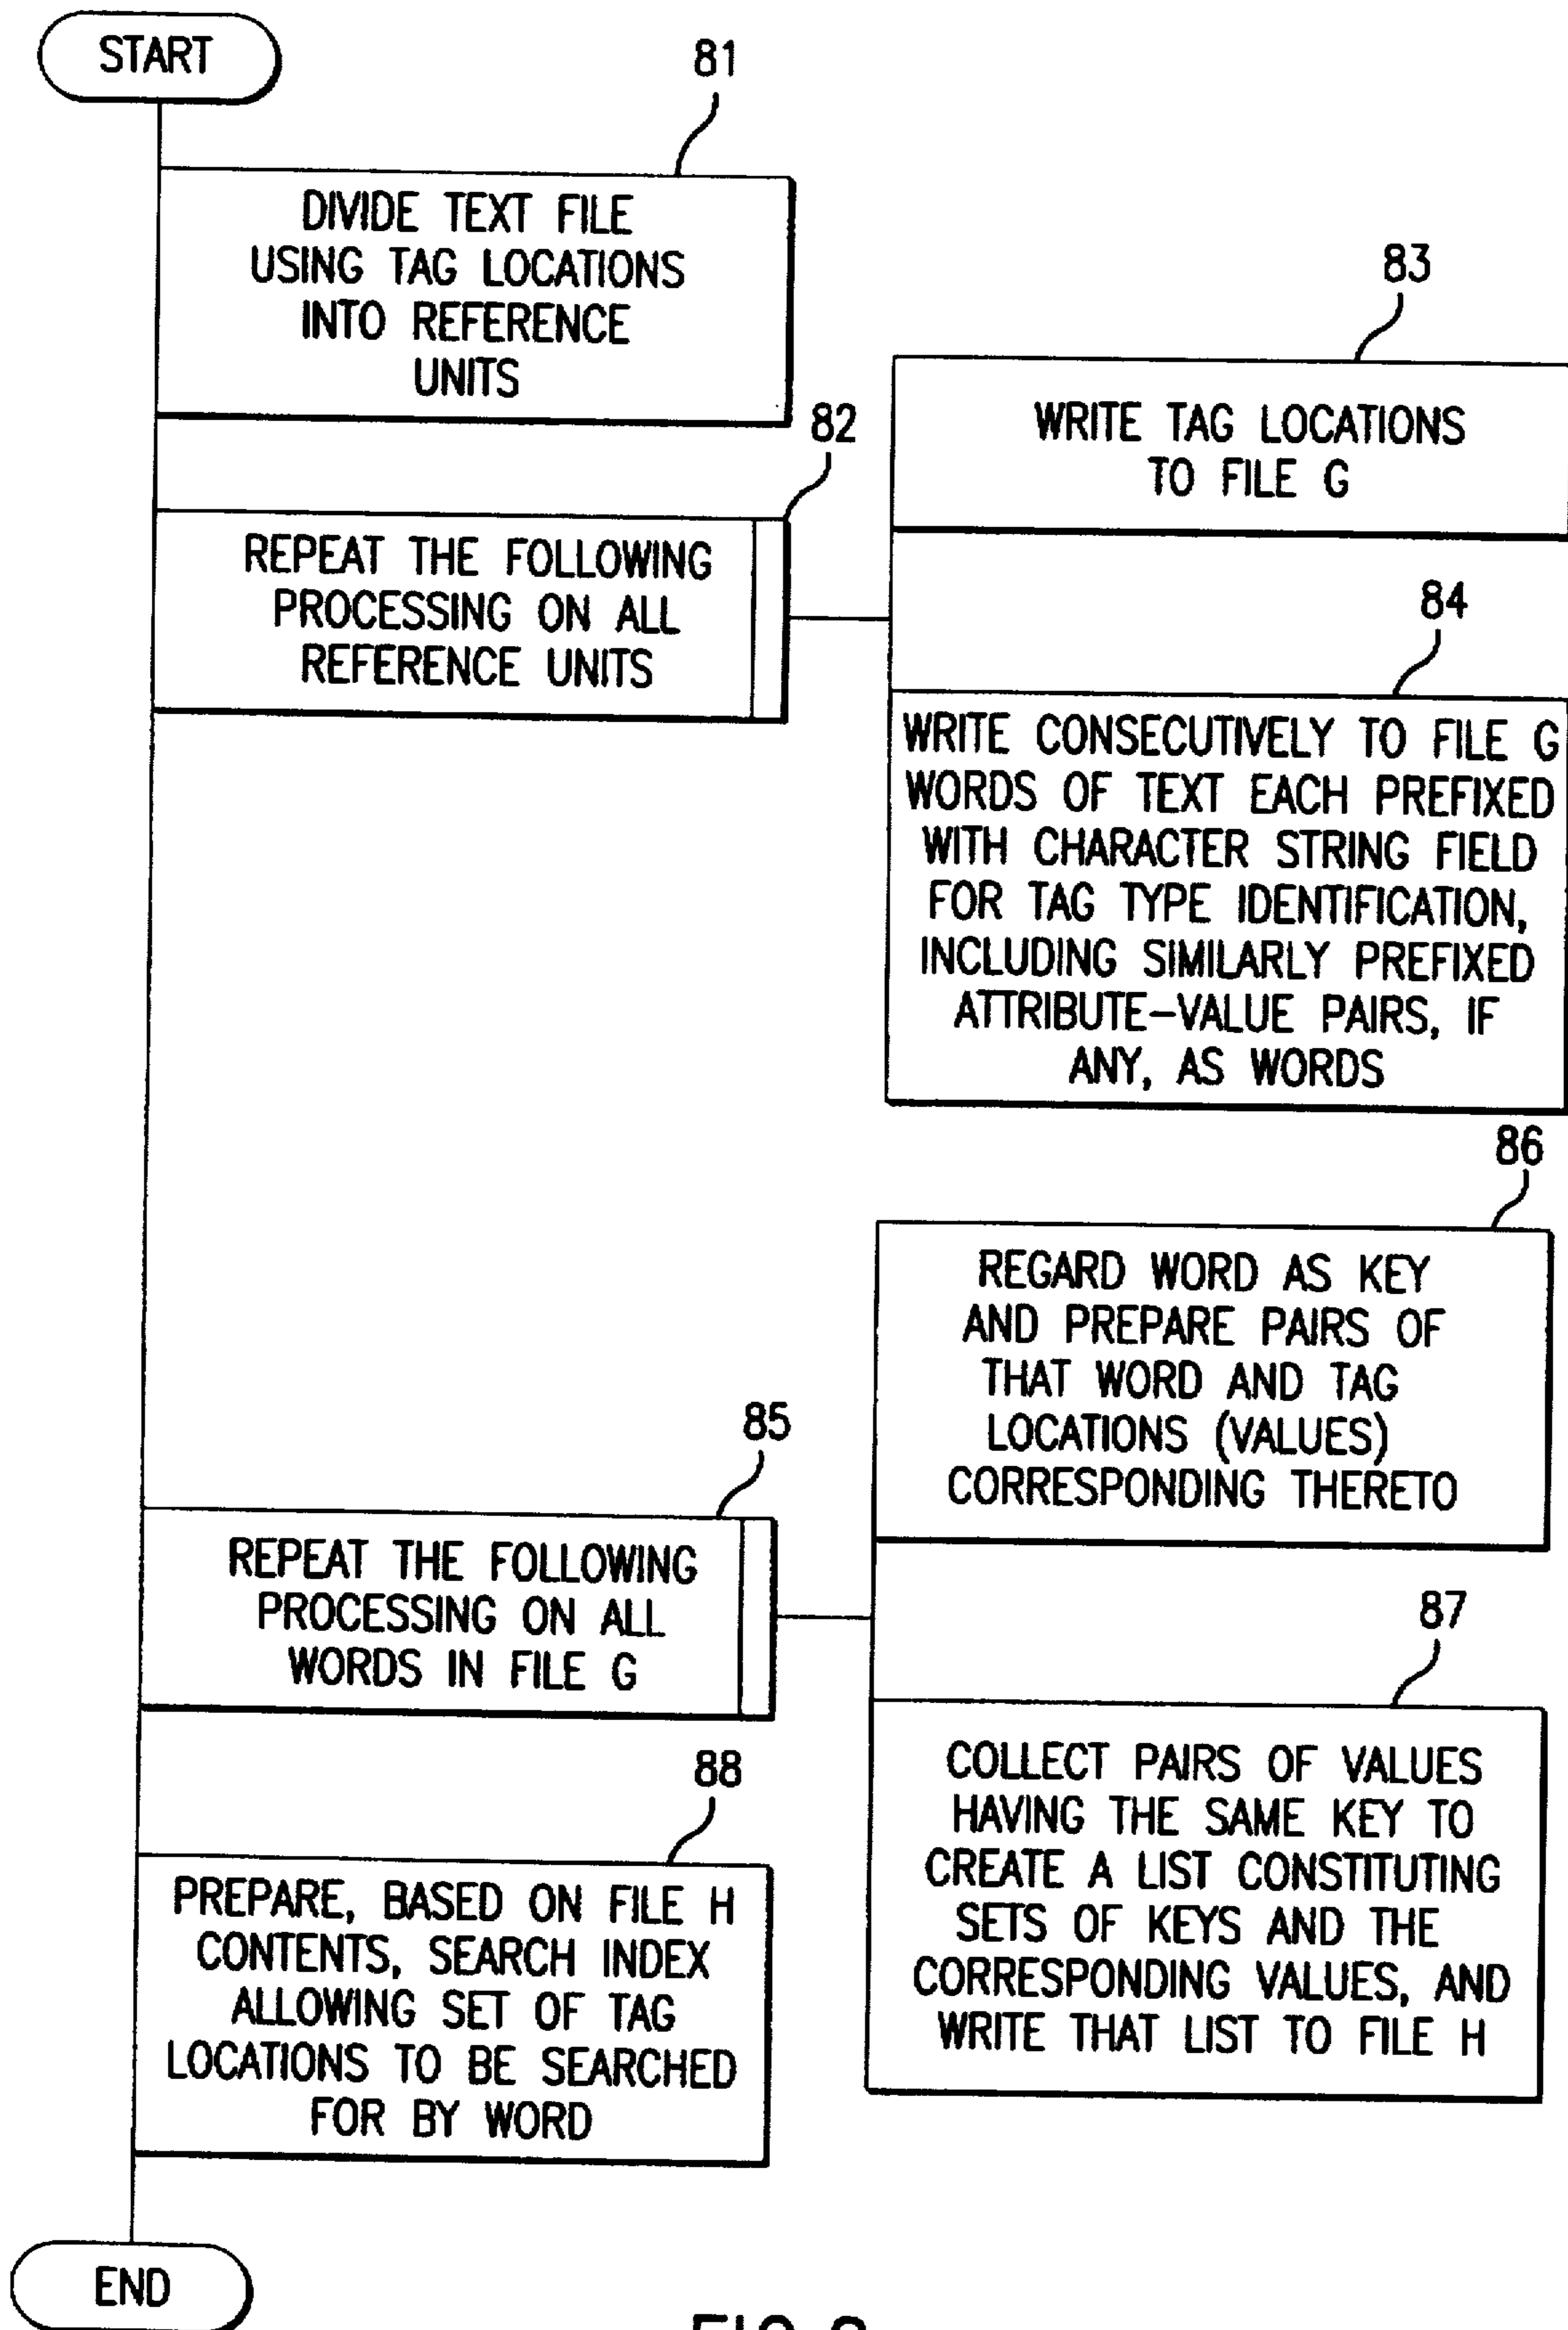 START
81
DIVIDE TEXT FILE
USING TAG LOCATIONS
INTO REFERENCE
UNITS
82
REPEAT THE FOLLOWING
PROCESSING ON ALL
REFERENCE UNITS
83
WRITE TAG LOCATIONS
TO FILE G
84
WRITE CONSECUTIVELY TO FILE G
WORDS OF TEXT EACH PREFIXED
WITH CHARACTER STRING FIELD
FOR TAG TYPE IDENTIFICATION,
INCLUDING SIMILARLY PREFIXED
ATTRIBUTE-VALUE PAIRS, IF
ANY, AS WORDS
85
REPEAT THE FOLLOWING
PROCESSING ON ALL
WORDS IN FILE G
86
REGARD WORD AS KEY
AND PREPARE PAIRS OF
THAT WORD AND TAG
LOCATIONS (VALUES)
CORRESPONDING THERETO
87
COLLECT PAIRS OF VALUES
HAVING THE SAME KEY TO
CREATE A LIST CONSTITUTING
SETS OF KEYS AND THE
CORRESPONDING VALUES, AND
WRITE THAT LIST TO FILE H
88
PREPARE, BASED ON FILE H
CONTENTS, SEARCH INDEX
ALLOWING SET OF TAG
LOCATIONS TO BE SEARCHED
FOR BY WORD
END